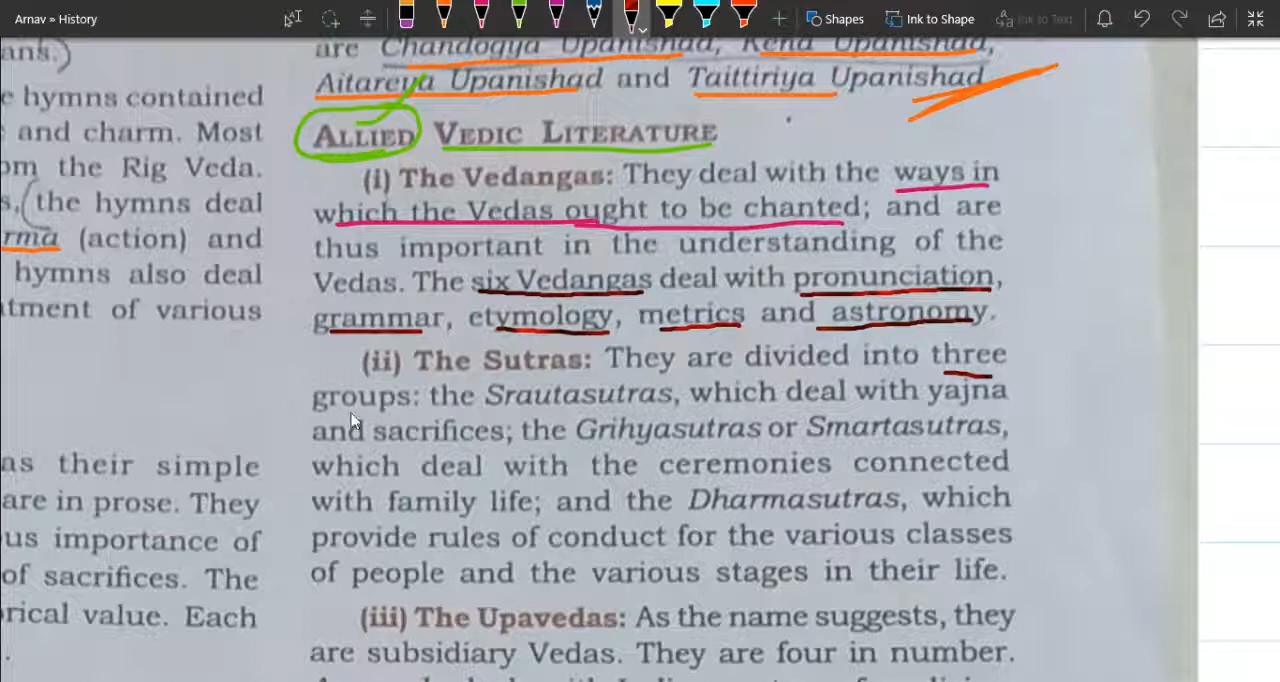 Arnav » History
Shapes
Ink to Shape
Ink to Text
ans.)
e hymns contained
and charm. Most
om the Rig Veda.
s, (the hymns deal
rma (action) and
hymns also deal
tment of various
as their simple
are in prose. They
us importance of
of sacrifices. The
rical value. Each
are Chandogya Upanishad, Kena Upanishad,
Aitareya Upanishad and Taittiriya Upanishad
ALLIED VEDIC LITERATURE
(i) The Vedangas: They deal with the ways in
which the Vedas ought to be chanted; and are
thus important in the understanding of the
Vedas. The six Vedangas deal with pronunciation,
grammar, etymology, metrics and astronomy.
(ii) The Sutras: They are divided into three
groups: the Srautasutras, which deal with yajna
and sacrifices; the Grihyasutras or Smartasutras,
which deal with the ceremonies connected
with family life; and the Dharmasutras, which
provide rules of conduct for the various classes
of people and the various stages in their life.
(iii) The Upavedas: As the name suggests, they
are subsidiary Vedas. They are four in number.